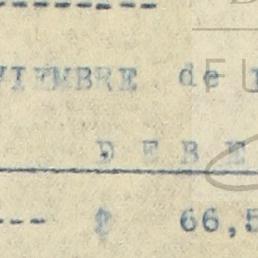 VIEMBRE de
D E B E
--- $ 66,5